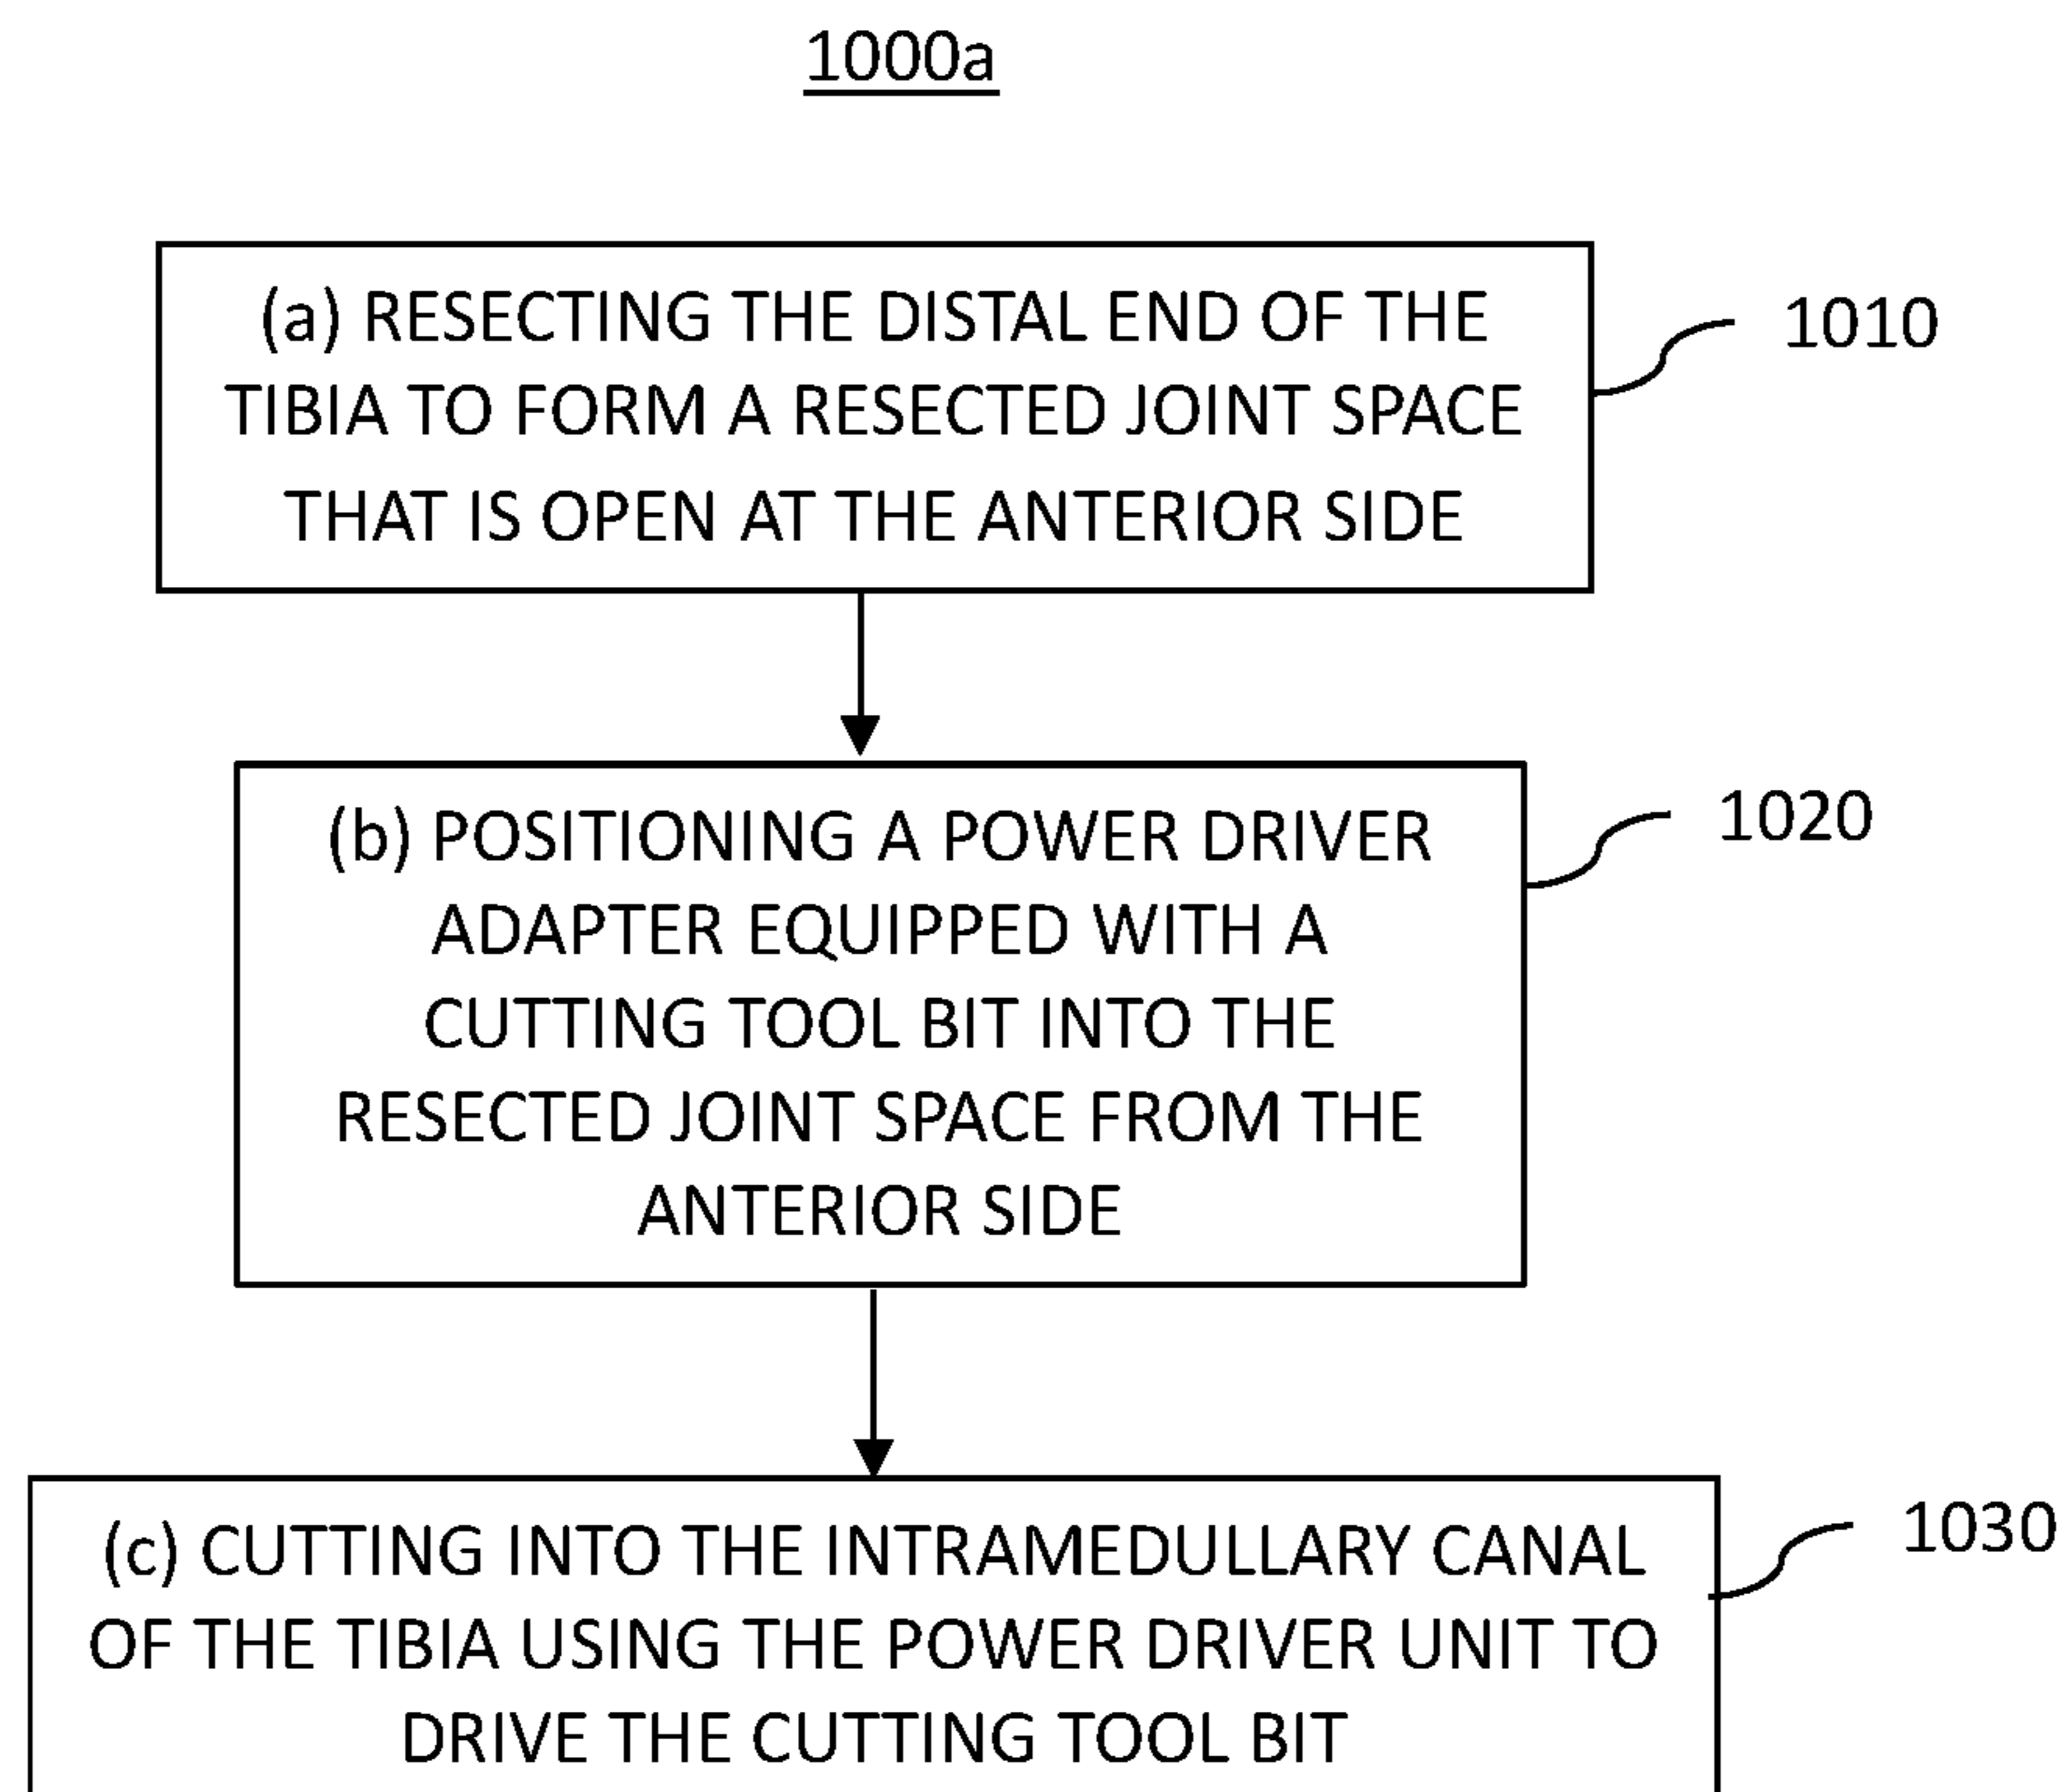 1000a
(a) RESECTING THE DISTAL END OF THE
TIBIA TO FORM A RESECTED JOINT SPACE
THAT IS OPEN AT THE ANTERIOR SIDE
1010
(b) POSITIONING A POWER DRIVER
ADAPTER EQUIPPED WITH A
CUTTING TOOL BIT INTO THE
RESECTED JOINT SPACE FROM THE
ANTERIOR SIDE
1020
(c) CUTTING INTO THE INTRAMEDULLARY CANAL
OF THE TIBIA USING THE POWER DRIVER UNIT TO
DRIVE THE CUTTING TOOL BIT
1030